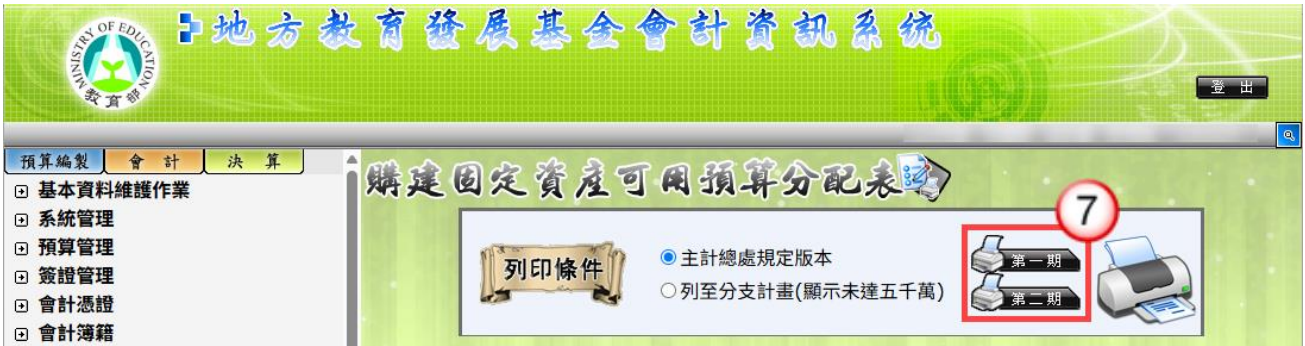 MINISTRY OF EDUCATION
教育部
地方教育發展基金會計資訊系統
登 出
預算編製 會 計 決 算
基本資料維護作業
系統管理
預算管理
簽證管理
會計憑證
會計簿籍
購建固定資產可用預算分配表
列印條件
主計總處規定版本
列至分支計畫(顯示未達五千萬)
7
第一期
第二期